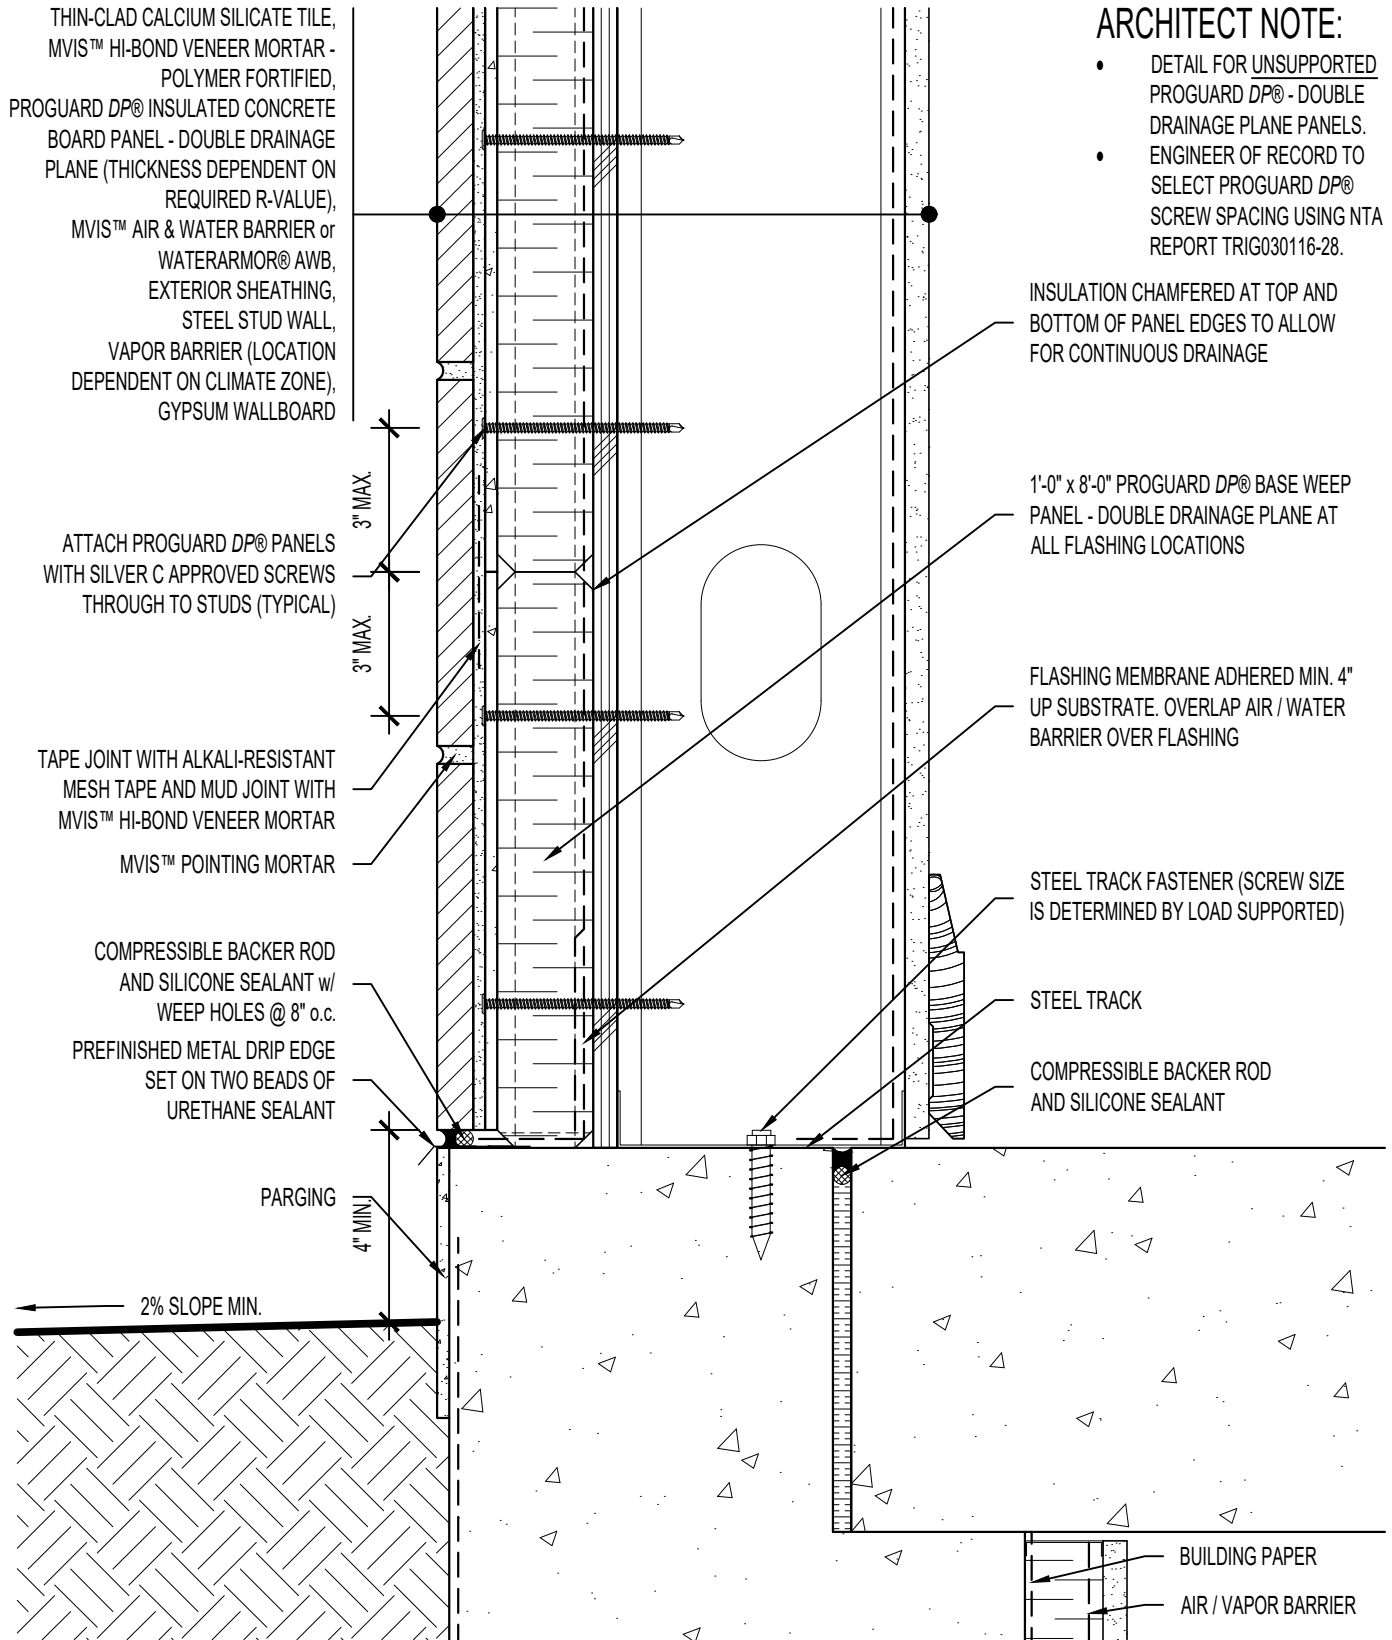 THIN-CLAD CALCIUM SILICATE TILE,
MVIS™ HI-BOND VENEER MORTAR -
POLYMER FORTIFIED,
PROGUARD DP® INSULATED CONCRETE
BOARD PANEL - DOUBLE DRAINAGE
PLANE (THICKNESS DEPENDENT ON
REQUIRED R-VALUE),
MVIS™ AIR & WATER BARRIER or
WATERARMOR® AWB,
EXTERIOR SHEATHING,
STEEL STUD WALL,
VAPOR BARRIER (LOCATION
DEPENDENT ON CLIMATE ZONE),
GYPSUM WALLBOARD
3" MAX.
ATTACH PROGUARD DP® PANELS
WITH SILVER C APPROVED SCREWS
THROUGH TO STUDS (TYPICAL)
3" MAX.
TAPE JOINT WITH ALKALI-RESISTANT
MESH TAPE AND MUD JOINT WITH
MVIS™ HI-BOND VENEER MORTAR
MVIS™ POINTING MORTAR
COMPRESSIBLE BACKER ROD
AND SILICONE SEALANT w/
WEEP HOLES @ 8" o.c.
PREFINISHED METAL DRIP EDGE
SET ON TWO BEADS OF
URETHANE SEALANT
PARGING
4" MIN.
2% SLOPE MIN.
ARCHITECT NOTE:
• DETAIL FOR UNSUPPORTED
PROGUARD DP® - DOUBLE
DRAINAGE PLANE PANELS.
• ENGINEER OF RECORD TO
SELECT PROGUARD DP®
SCREW SPACING USING NTA
REPORT TRIG030116-28.
INSULATION CHAMFERED AT TOP AND
BOTTOM OF PANEL EDGES TO ALLOW
FOR CONTINUOUS DRAINAGE
1'-0" x 8'-0" PROGUARD DP® BASE WEEP
PANEL - DOUBLE DRAINAGE PLANE AT
ALL FLASHING LOCATIONS
FLASHING MEMBRANE ADHERED MIN. 4"
UP SUBSTRATE. OVERLAP AIR / WATER
BARRIER OVER FLASHING
STEEL TRACK FASTENER (SCREW SIZE
IS DETERMINED BY LOAD SUPPORTED)
STEEL TRACK
COMPRESSIBLE BACKER ROD
AND SILICONE SEALANT
BUILDING PAPER
AIR / VAPOR BARRIER